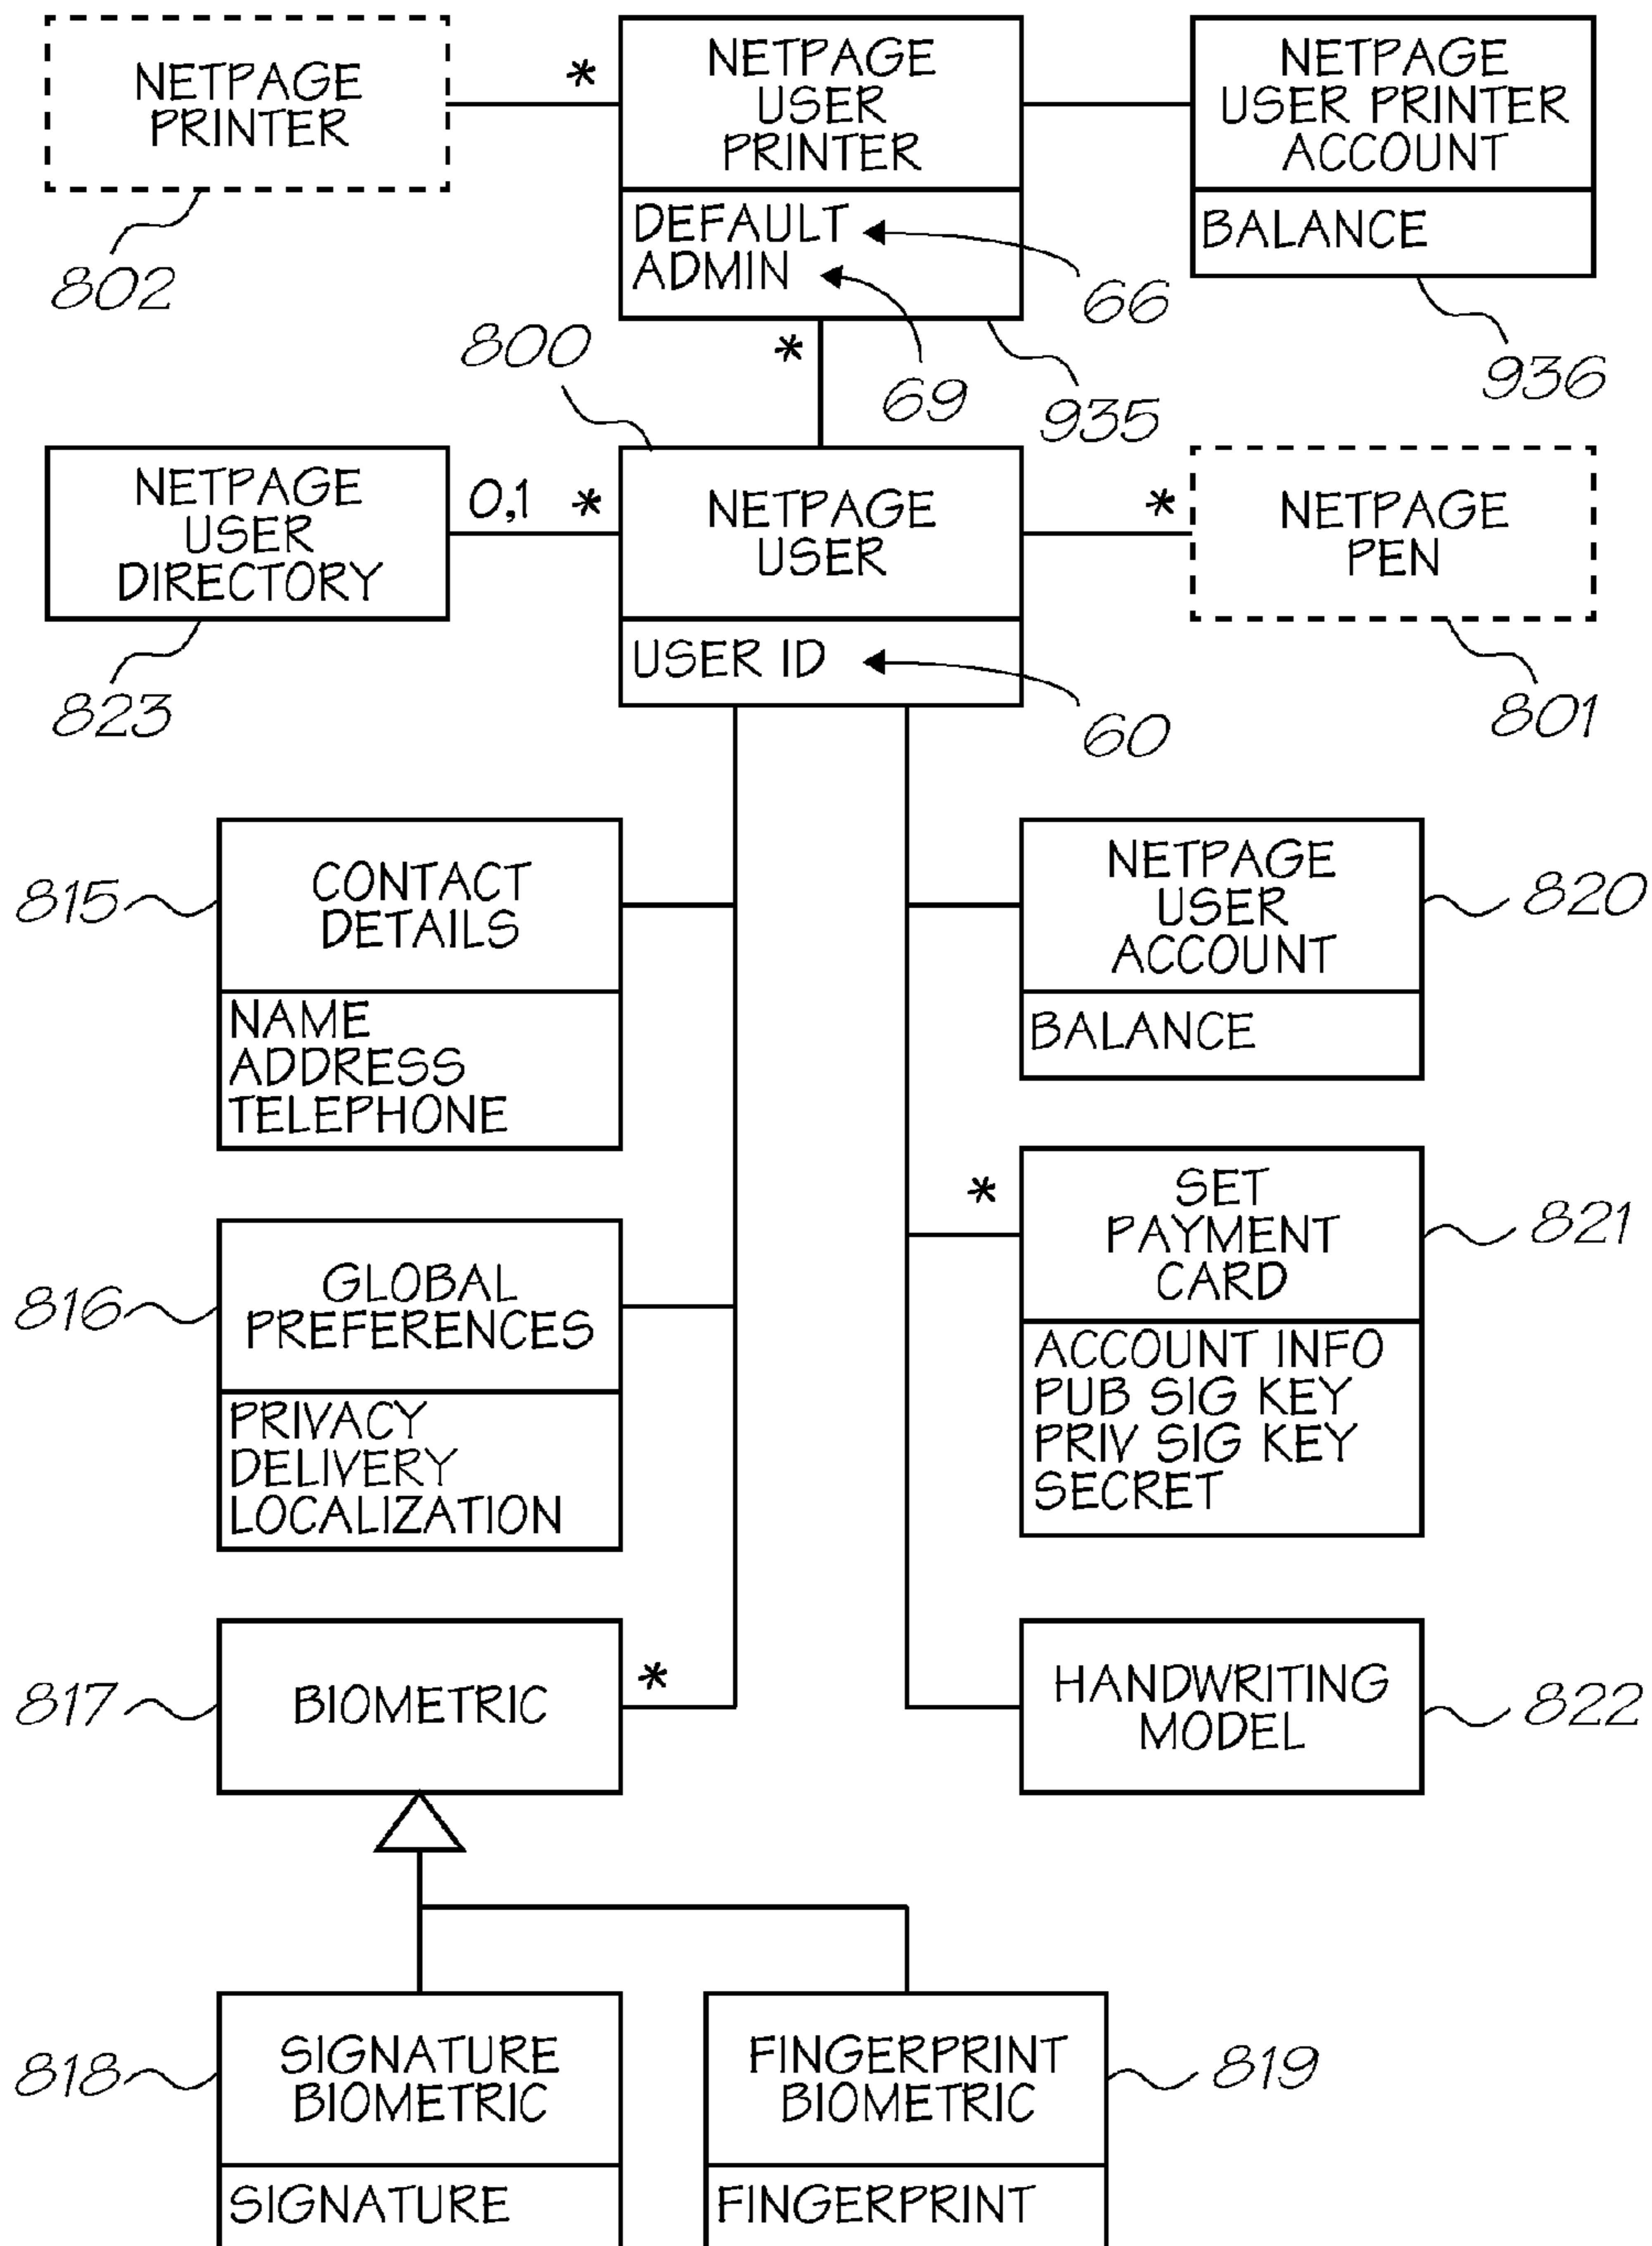 NETPAGE
PRINTER
802
*
NETPAGE
USER
PRINTER
DEFAULT
ADMIN
66
69
935
NETPAGE
USER PRINTER
ACCOUNT
BALANCE
936
*
800
NETPAGE
USER
DIRECTORY
823
0,1 *
NETPAGE
USER
USER ID
60
*
NETPAGE
PEN
801
815
CONTACT
DETAILS
NAME
ADDRESS
TELEPHONE
NETPAGE
USER
ACCOUNT
BALANCE
820
816
GLOBAL
PREFERENCES
PRIVACY
DELIVERY
LOCALIZATION
*
SET
PAYMENT
CARD
ACCOUNT INFO
PUB SIG KEY
PRIV SIG KEY
SECRET
821
817
BIOMETRIC
*
HANDWRITING
MODEL
822
818
SIGNATURE
BIOMETRIC
SIGNATURE
FINGERPRINT
BIOMETRIC
FINGERPRINT
819